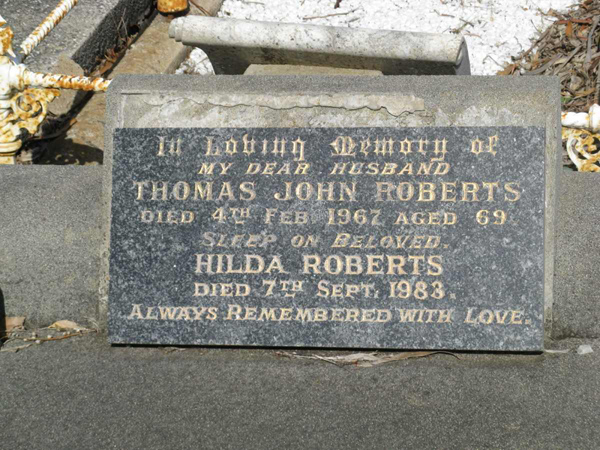 In Loving Memory of
MY DEAR HUSBAND
THOMAS JOHN ROBERTS
DIED 4TH FEB 1967 AGED 69
SLEEP ON BELOVED.
HILDA ROBERTS
DIED 7TH SEPT, 1983.
ALWAYS REMEMBERED WITH LOVE.